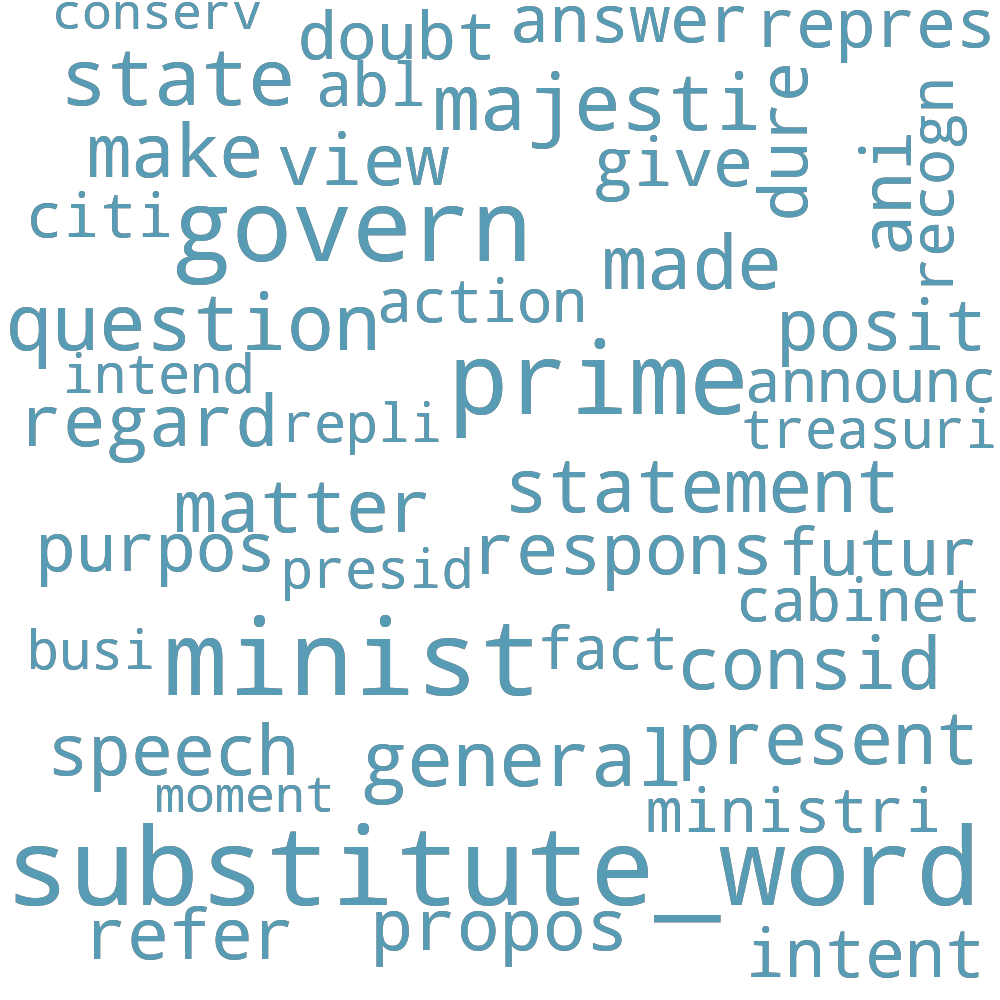 conserv
doubt
answer
repres
state
abl
majesti
dure
recogn
make
view
give
ani
citi
govern
made
question
action
posit
intend
prime
announc
regard
repli
treasuri
matter
statement
purpos
presid
respons
futur
cabinet
busi
minist
fact
consid
speech
general
present
moment
ministri
substitute_word
refer
propos
intent